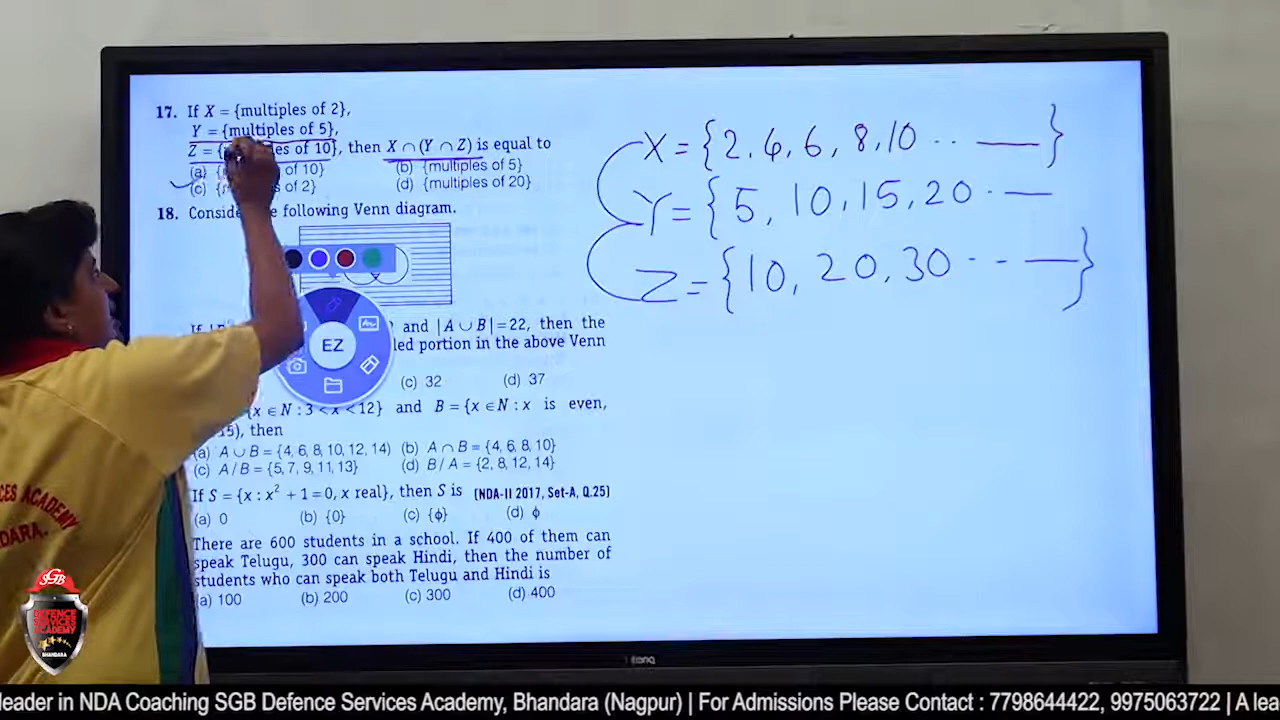 17. If X = {multiples of 2},
Y = {multiples of 5},
Z = { of 10}, then X ∩ (Y ∩ Z) is equal to
(a) { of 10} (b) {multiples of 5}
(c) of 2} (d) {multiples of 20}
18. following Venn diagram.
EZ
If and |A ∪ B| = 22, then the
portion in the above Venn
(c) 32 (d) 37
{x ∈ N : 3 < x < 12} and B = {x ∈ N : x is even,
then
(a) A ∪ B = {4, 6, 8, 10, 12, 14) (b) A ∩ B = {4, 6, 8, 10}
(c) A / B = {5, 7, 9, 11, 13} (d) B / A = {2, 8, 12, 14}
If S = {x : x² + 1 = 0, x real}, then S is [NDA-II 2017, Set-A, Q.25]
(a) 0 (b) {0} (c) {ϕ} (d) ϕ
There are 600 students in a school. If 400 of them can
speak Telugu, 300 can speak Hindi, then the number of
students who can speak both Telugu and Hindi is
(a) 100 (b) 200 (c) 300 (d) 400
X = {2, 4, 6, 8, 10 .. — }
Y = { 5, 10, 15, 20 . —
Z = { 10, 20, 30 - - — }
ACADEMY
SGB
DEFENCE
SERVICES
ACADEMY
BHANDARA
leader in NDA Coaching SGB Defence Services Academy, Bhandara (Nagpur) | For Admissions Please Contact : 7798644422, 9975063722 | A lea